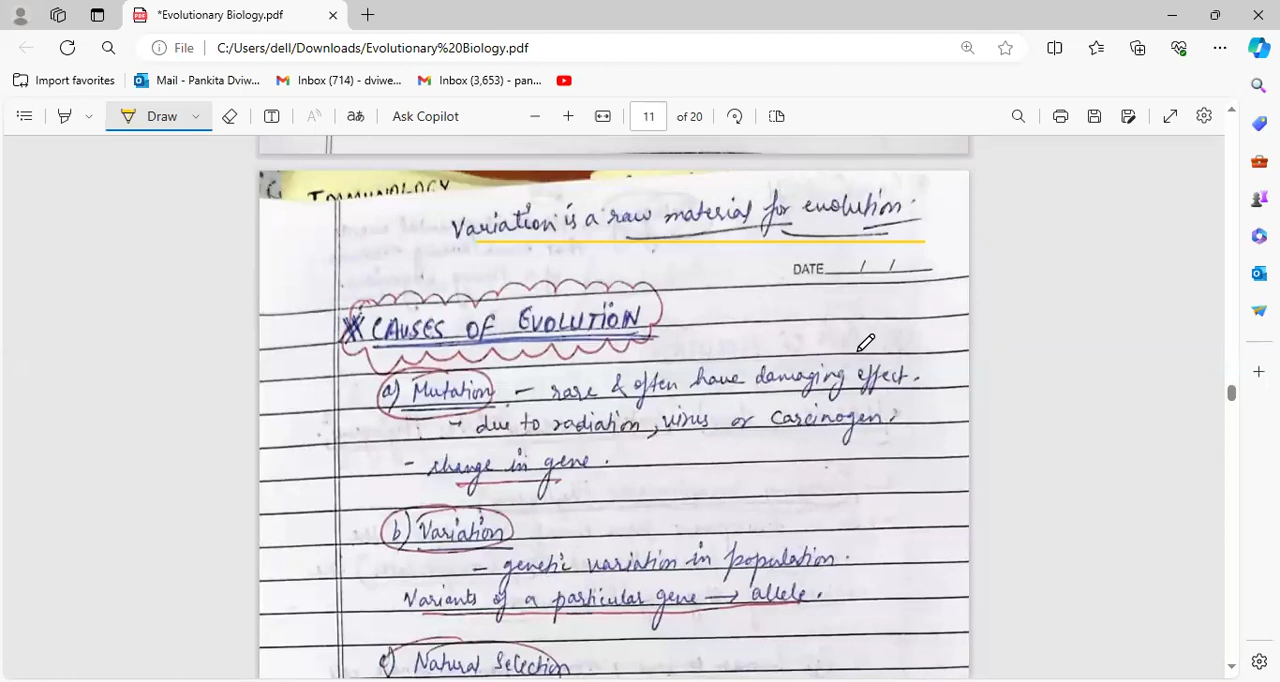 *Evolutionary Biology.pdf
File C:/Users/dell/Downloads/Evolutionary%20Biology.pdf
Import favorites Mail - Pankita Dviw... Inbox (714) - dviwe... Inbox (3,653) - pan...
Draw Ask Copilot 11 of 20
IMMUNOLOGY
Variation is a raw material for evolution.
DATE / /
CAUSES OF EVOLUTION
a) Mutation - rare & often have damaging effect.
- due to radiation, virus or carcinogen.
- change in gene.
b) Variation
- genetic variation in population.
Variants of a particular gene → allele.
c) Natural Selection